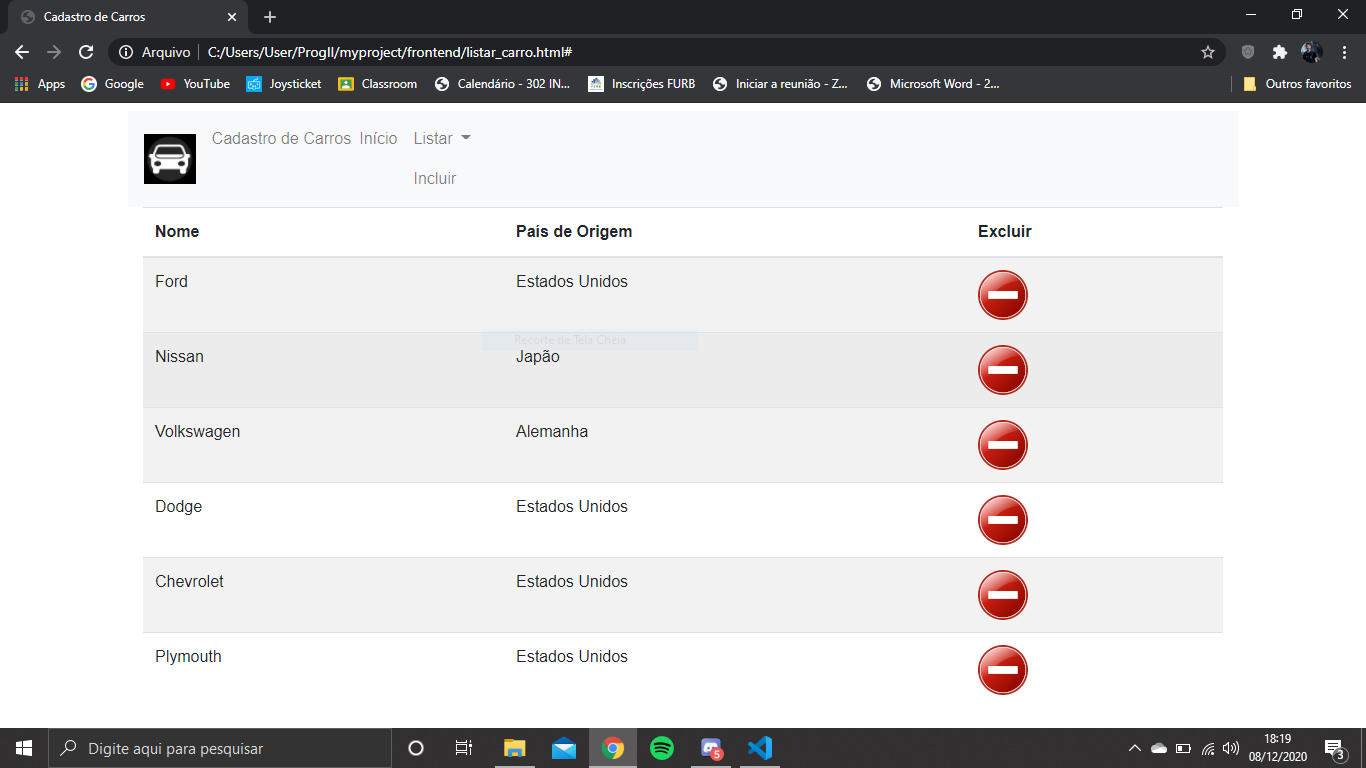 Cadastro de Carros
Arquivo C:/Users/User/ProgII/myproject/frontend/listar_carro.html#
Apps Google YouTube Joysticket Classroom Calendário - 302 IN... Inscrições FURB Iniciar a reunião - Z... Microsoft Word - 2... Outros favoritos
Cadastro de Carros Início Listar
Incluir
Nome País de Origem Excluir
Ford Estados Unidos
Recorte de Tela Cheia
Nissan Japão
Volkswagen Alemanha
Dodge Estados Unidos
Chevrolet Estados Unidos
Plymouth Estados Unidos
Digite aqui para pesquisar
5
18:19
08/12/2020
3